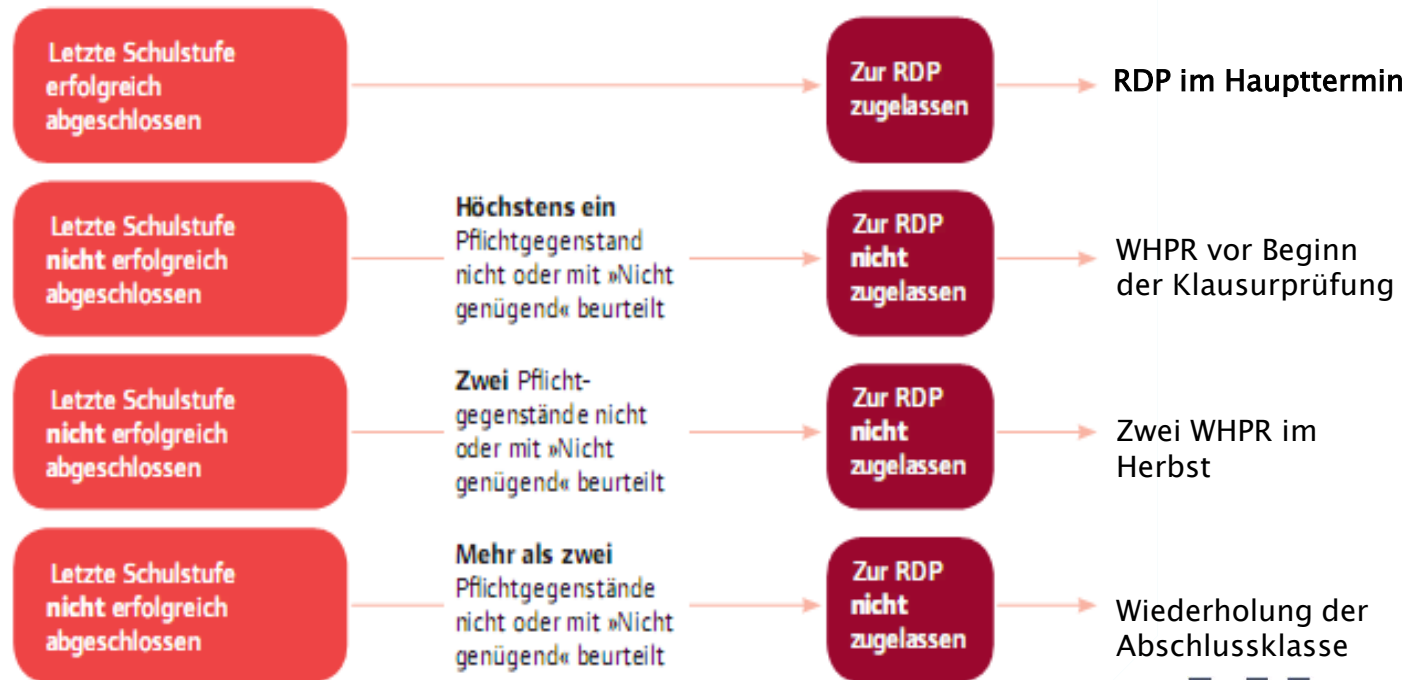 Letzte Schulstufe
erfolgreich
abgeschlossen
Zur RDP
zugelassen
RDP im Haupttermin
Letzte Schulstufe
nicht erfolgreich
abgeschlossen
Höchstens ein
Pflichtgegenstand
nicht oder mit »Nicht
genügend« beurteilt
Zur RDP
nicht
zugelassen
WHPR vor Beginn
der Klausurprüfung
Letzte Schulstufe
nicht erfolgreich
abgeschlossen
Zwei Pflicht-
gegenstände nicht
oder mit »Nicht
genügend« beurteilt
Zur RDP
nicht
zugelassen
Zwei WHPR im
Herbst
Letzte Schulstufe
nicht erfolgreich
abgeschlossen
Mehr als zwei
Pflichtgegenstände
nicht oder mit »Nicht
genügend« beurteilt
Zur RDP
nicht
zugelassen
Wiederholung der
Abschlussklasse